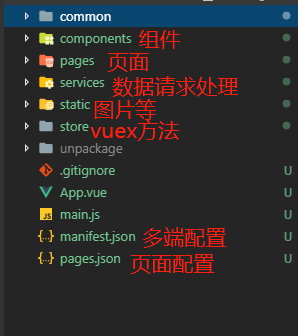 common
components 组件
pages 页面
services 数据请求处理
static 图片等
store vuex方法
unpackage
.gitignore
App.vue
JS main.js
{..} manifest.json 多端配置 U
{..} pages.json 页面配置 U